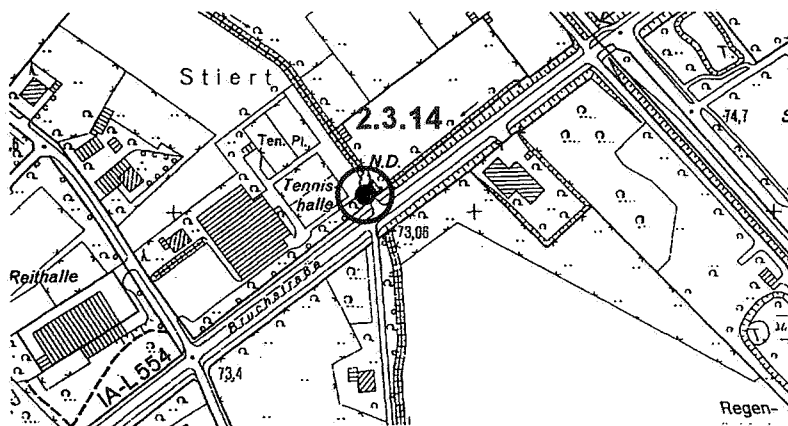 Stiert
2.3.14
Ten. Pl.
N.D.
Tennis-
halle
73,06
74,7
T.
S
Reithalle
Bruchstraße
IA-L 554
73,4
T.
Regen-